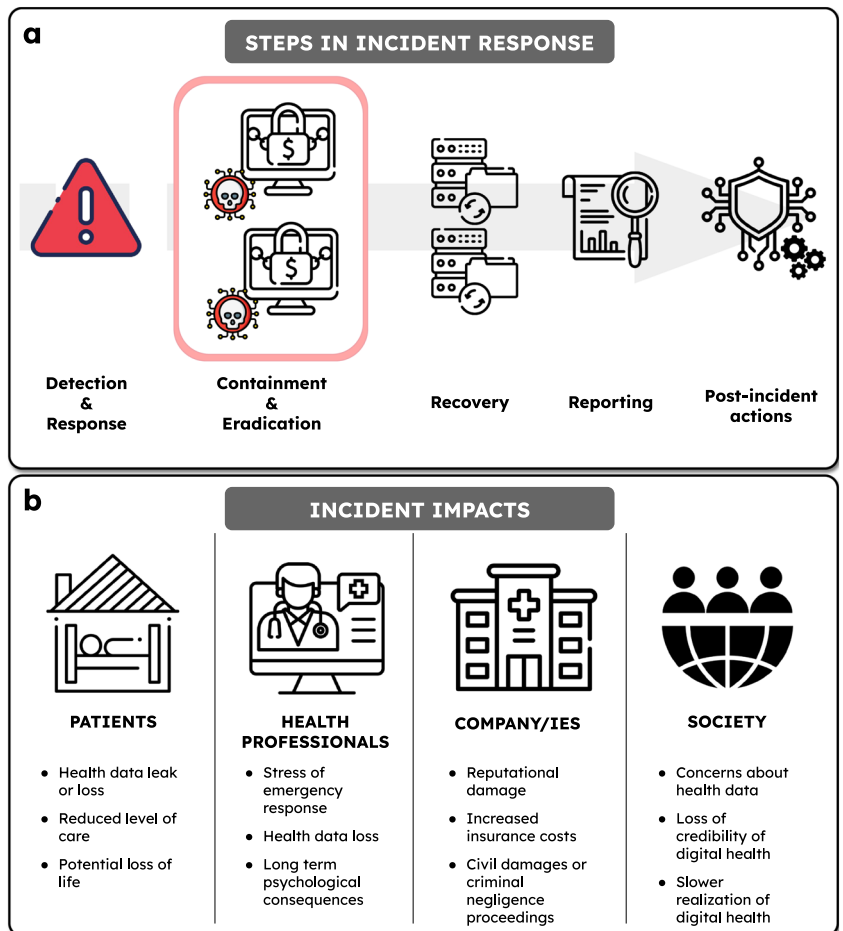 a
STEPS IN INCIDENT RESPONSE
$
$
Detection
&
Response
Containment
&
Eradication
Recovery
Reporting
Post-incident
actions
b
INCIDENT IMPACTS
PATIENTS
• Health data leak
or loss
• Reduced level of
care
• Potential loss of
life
HEALTH
PROFESSIONALS
• Stress of
emergency
response
• Health data loss
• Long term
psychological
consequences
COMPANY/IES
• Reputational
damage
• Increased
insurance costs
• Civil damages or
criminal
negligence
proceedings
SOCIETY
• Concerns about
health data
• Loss of
credibility of
digital health
• Slower
realization of
digital health